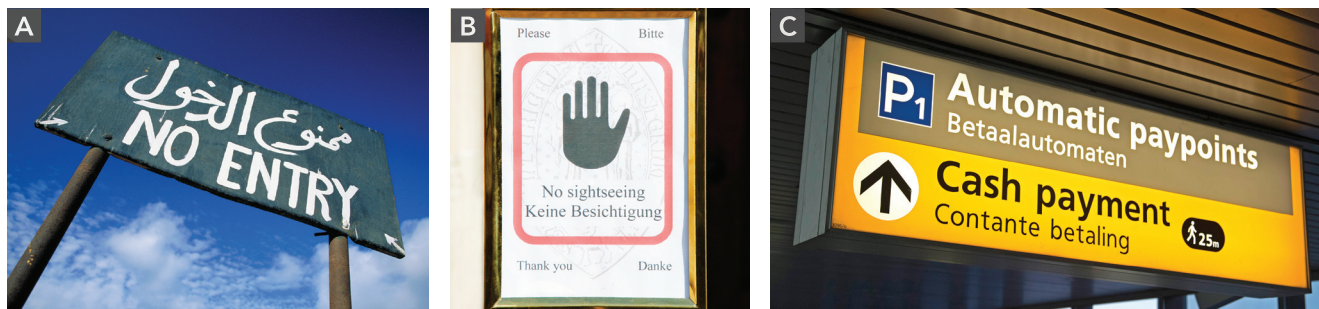 A
ممنوع الدخول
NO ENTRY
B
Please Bitte
No sightseeing
Keine Besichtigung
Thank you Danke
C
P1 Automatic paypoints
Betaalautomaten
Cash payment
Contante betaling 25m